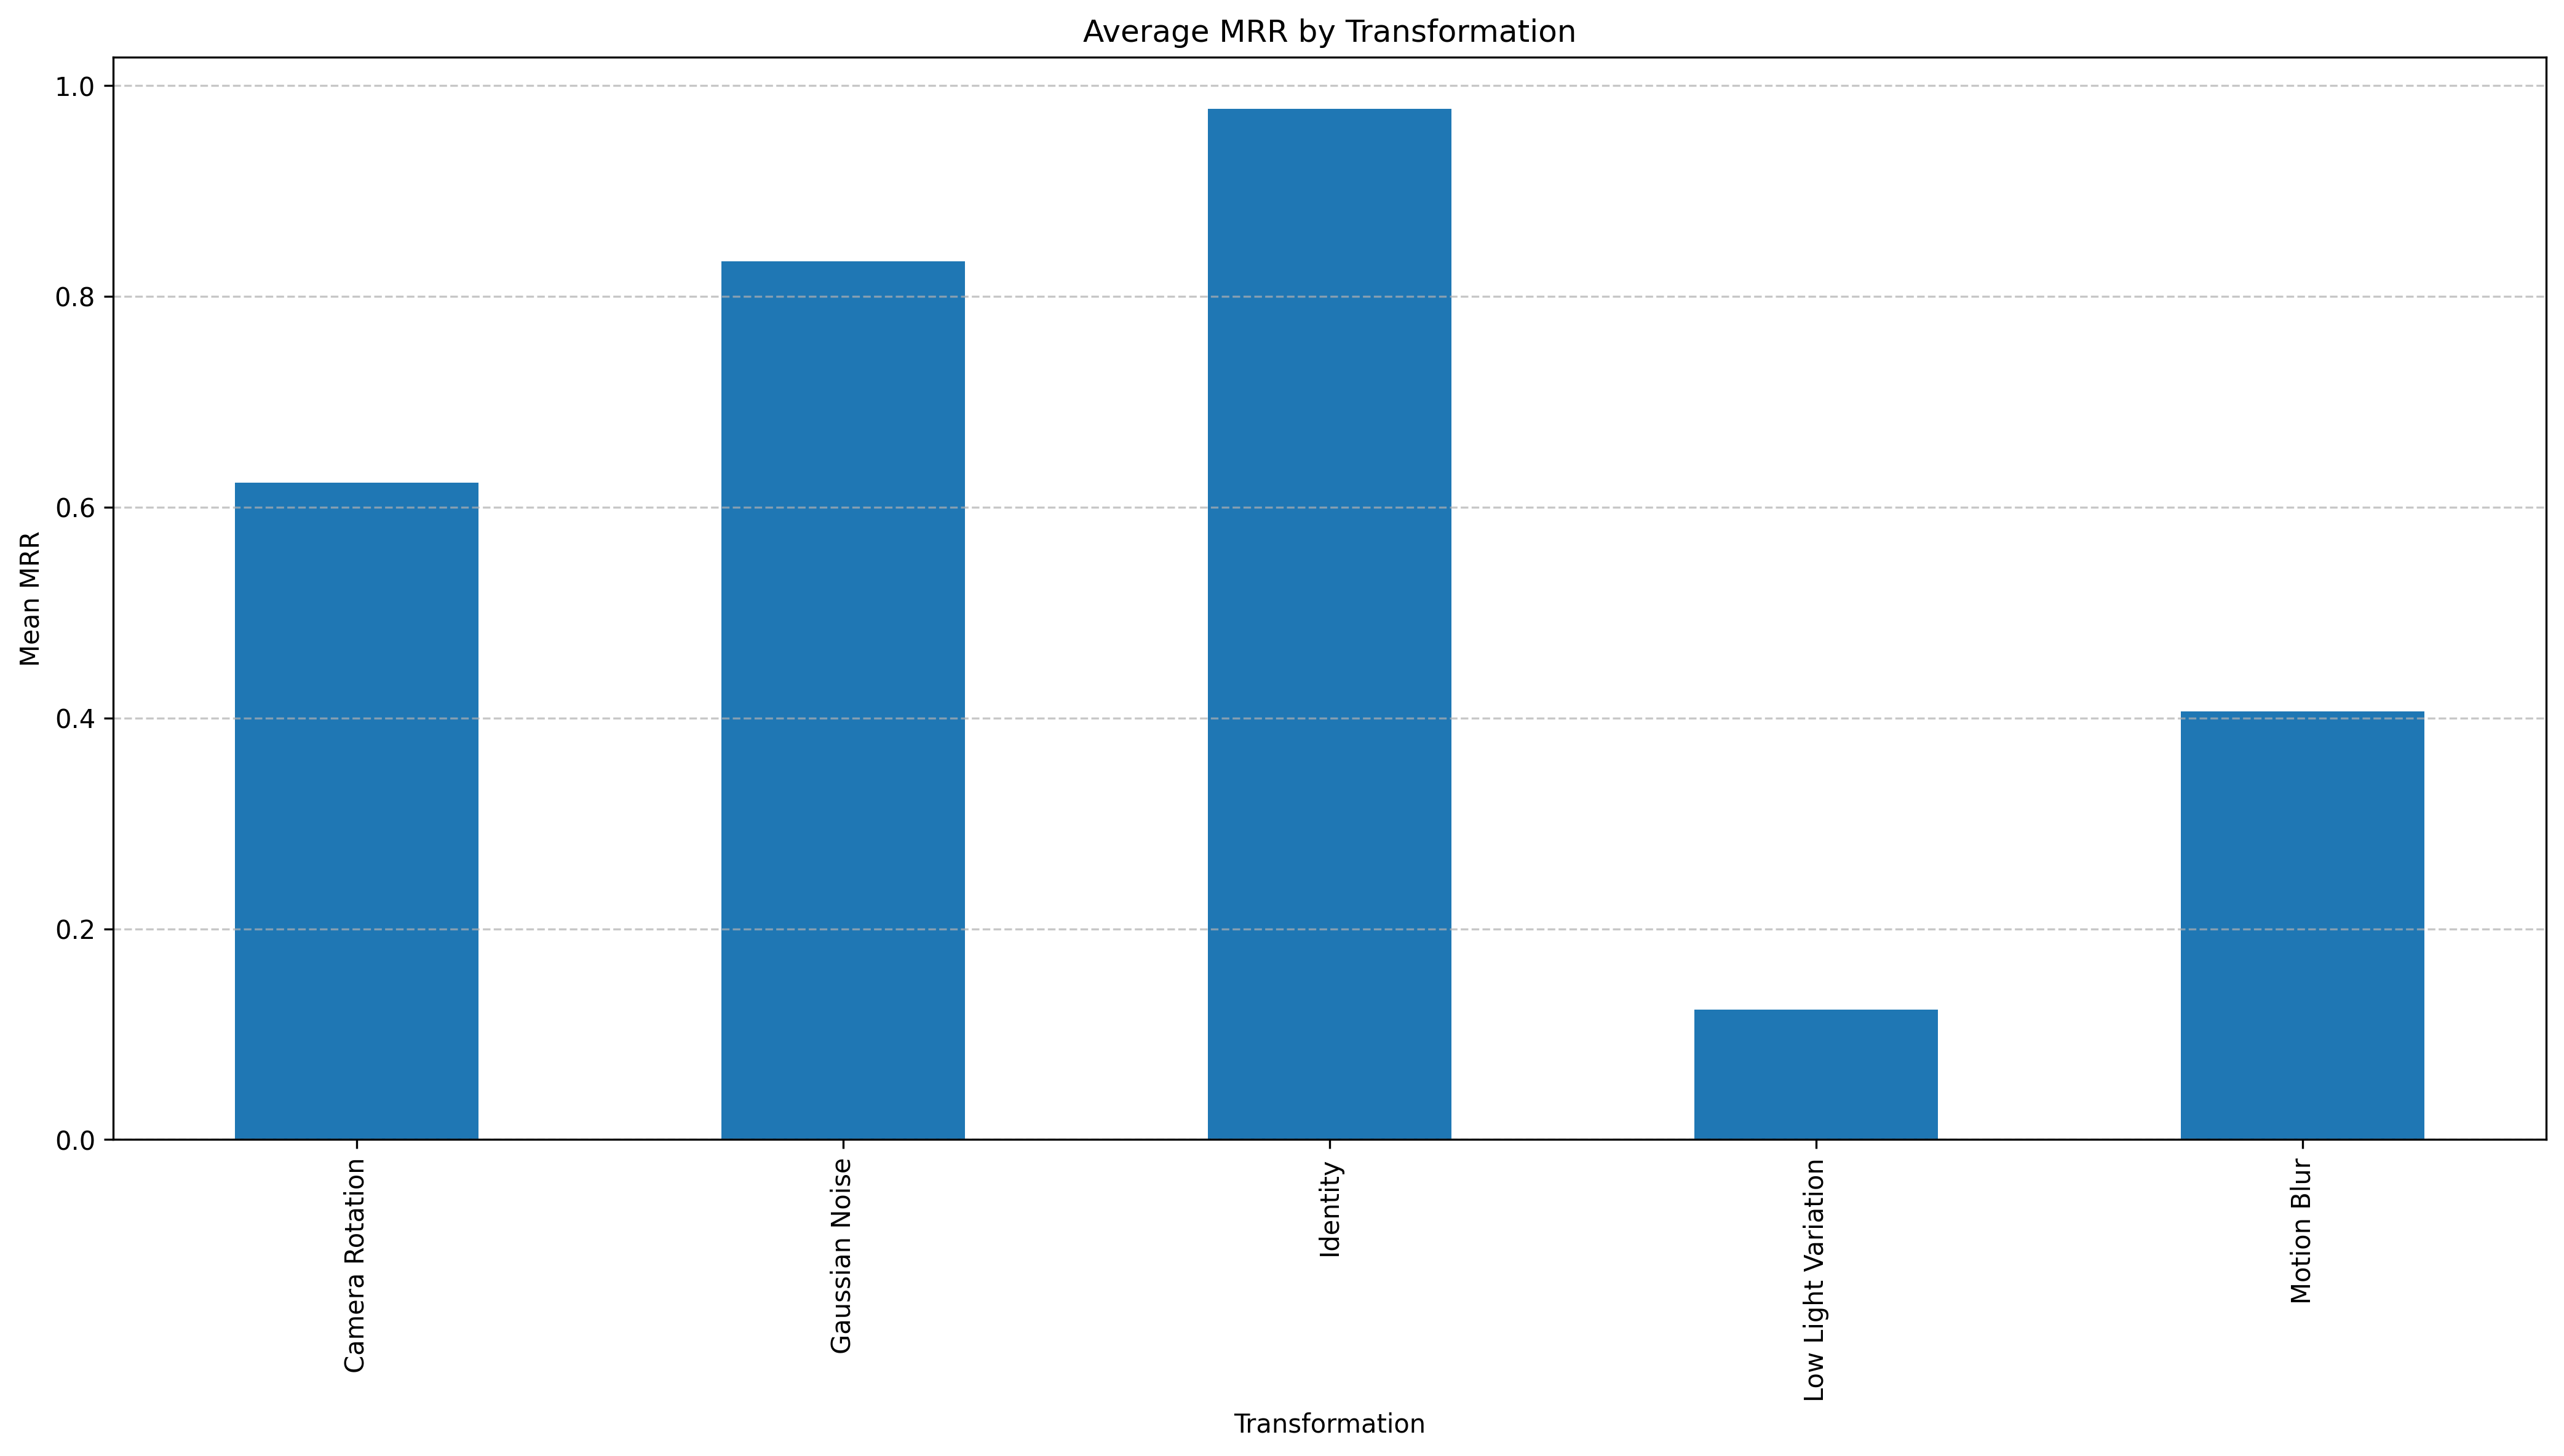 Average MRR by Transformation
Mean MRR
1.0
0.8
0.6
0.4
0.2
0.0
Camera Rotation
Gaussian Noise
Identity
Low Light Variation
Motion Blur
Transformation